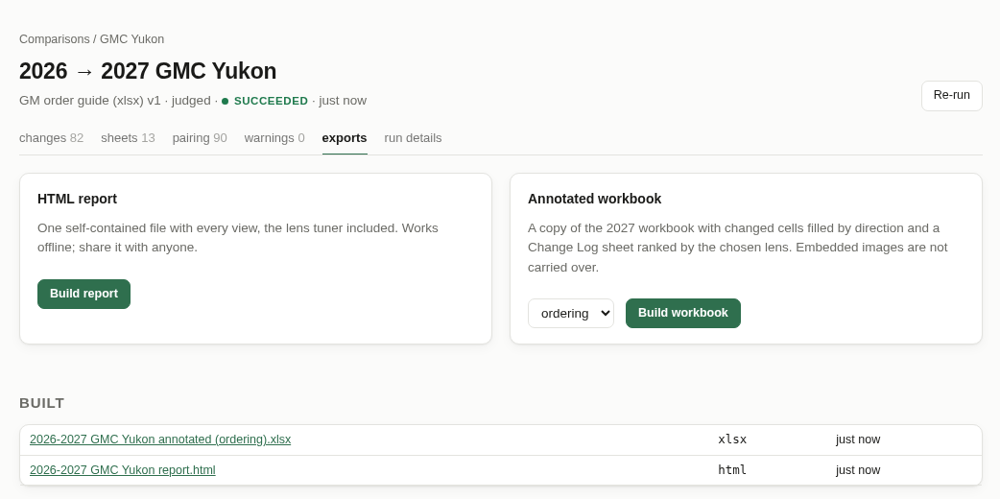 Comparisons / GMC Yukon
2026 → 2027 GMC Yukon
GM order guide (xlsx) v1 · judged · ● SUCCEEDED · just now
Re-run
changes 82 sheets 13 pairing 90 warnings 0 exports run details
HTML report
One self-contained file with every view, the lens tuner included. Works
offline; share it with anyone.
Build report
Annotated workbook
A copy of the 2027 workbook with changed cells filled by direction and a
Change Log sheet ranked by the chosen lens. Embedded images are not
carried over.
ordering Build workbook
BUILT
2026-2027 GMC Yukon annotated (ordering).xlsx xlsx just now
2026-2027 GMC Yukon report.html html just now